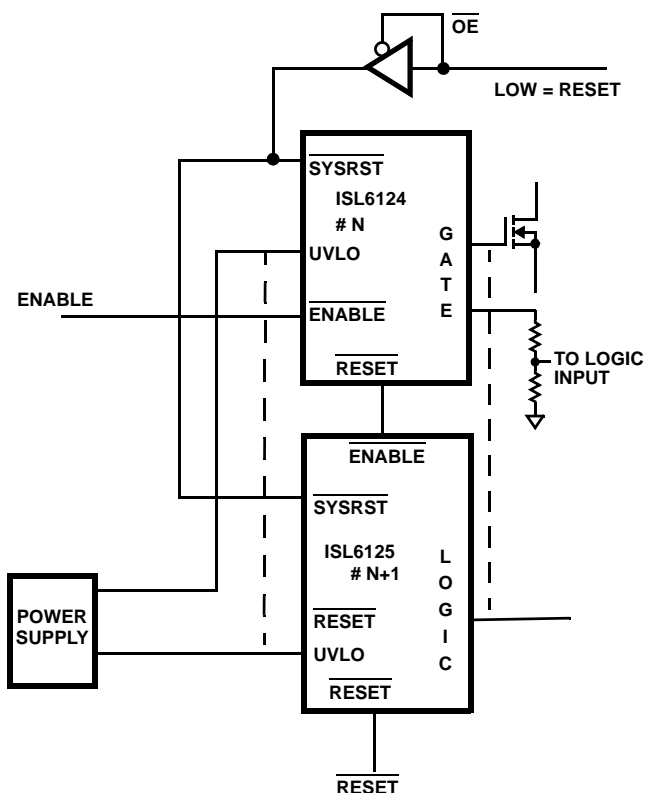 OE
LOW = RESET
SYSRST
ISL6124
# N
UVLO
ENABLE
ENABLE
RESET
G
A
T
E
TO LOGIC
INPUT
ENABLE
SYSRST
ISL6125
# N+1
RESET
UVLO
RESET
L
O
G
I
C
POWER
SUPPLY
RESET